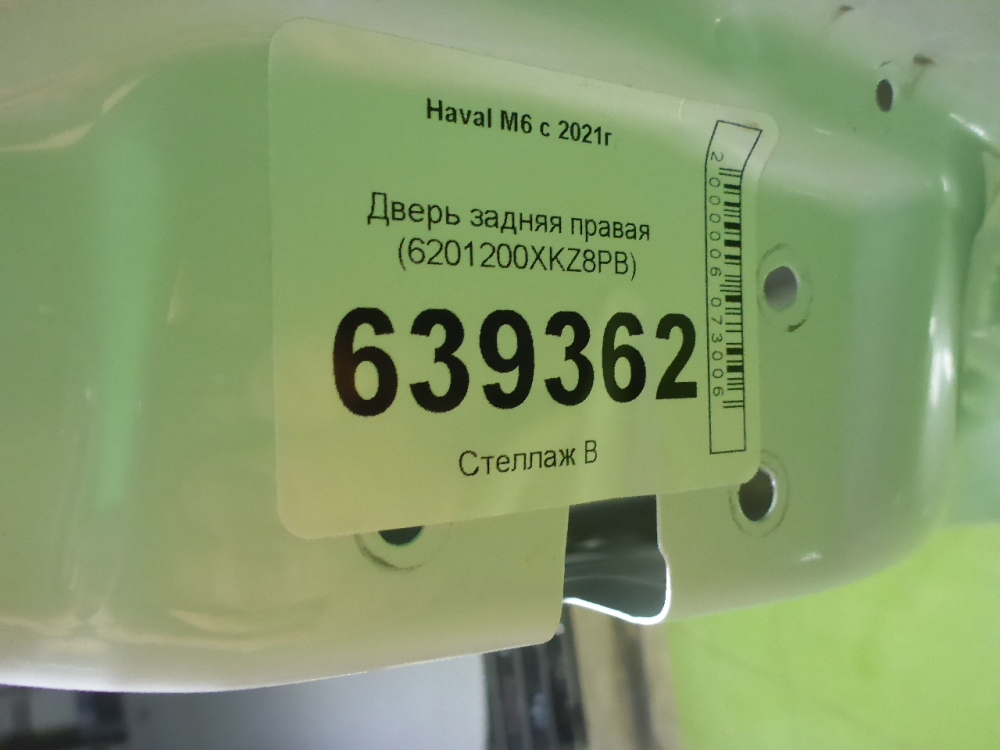 Haval M6 с 2021г
Дверь задняя правая
(6201200XKZ8PB)
639362
Стеллаж В
2000006073006